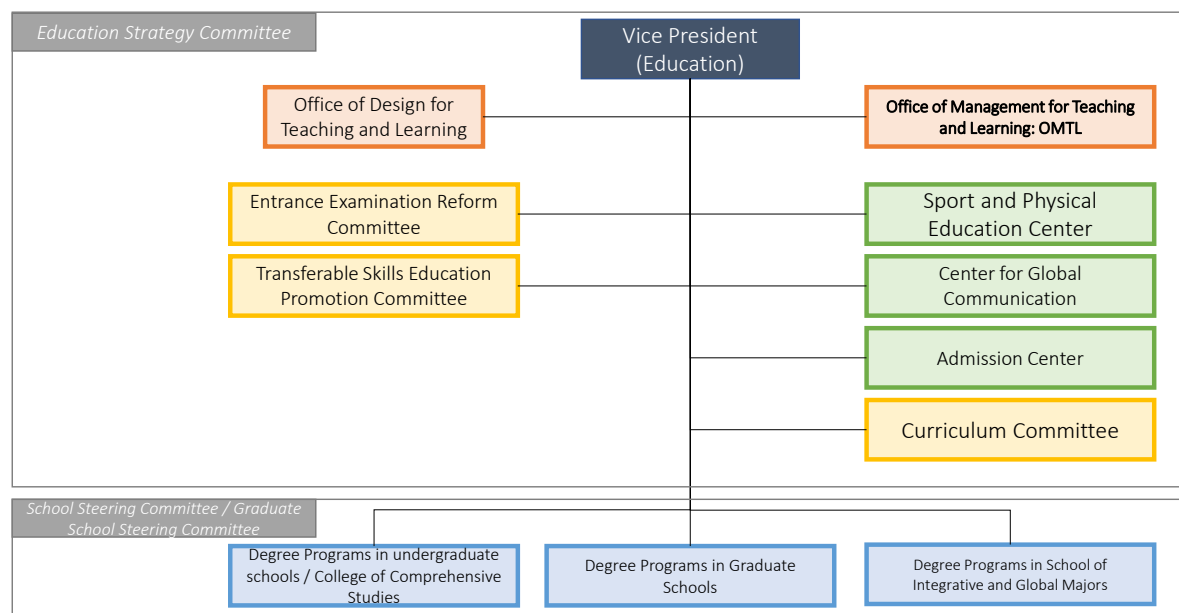 Education Strategy Committee
Vice President
(Education)
Office of Design for
Teaching and Learning
Office of Management for Teaching
and Learning: OMTL
Entrance Examination Reform
Committee
Sport and Physical
Education Center
Transferable Skills Education
Promotion Committee
Center for Global
Communication
Admission Center
Curriculum Committee
School Steering Committee / Graduate
School Steering Committee
Degree Programs in undergraduate
schools / College of Comprehensive
Studies
Degree Programs in Graduate
Schools
Degree Programs in School of
Integrative and Global Majors